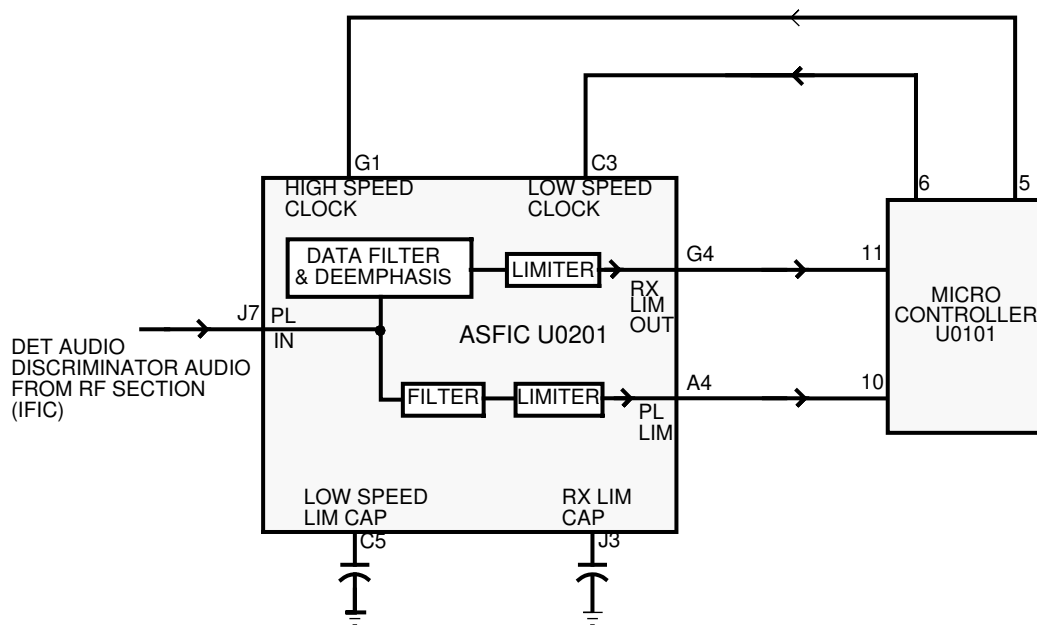 G1
C3
HIGH SPEED
CLOCK
LOW SPEED
CLOCK
6
5
DATA FILTER
& DEEMPHASIS
LIMITER
G4
11
RX
LIM
OUT
MICRO
CONTROLLER
U0101
J7
PL
IN
ASFIC U0201
DET AUDIO
DISCRIMINATOR AUDIO
FROM RF SECTION
(IFIC)
FILTER
LIMITER
A4
10
PL
LIM
LOW SPEED
LIM CAP
RX LIM
CAP
C5
J3